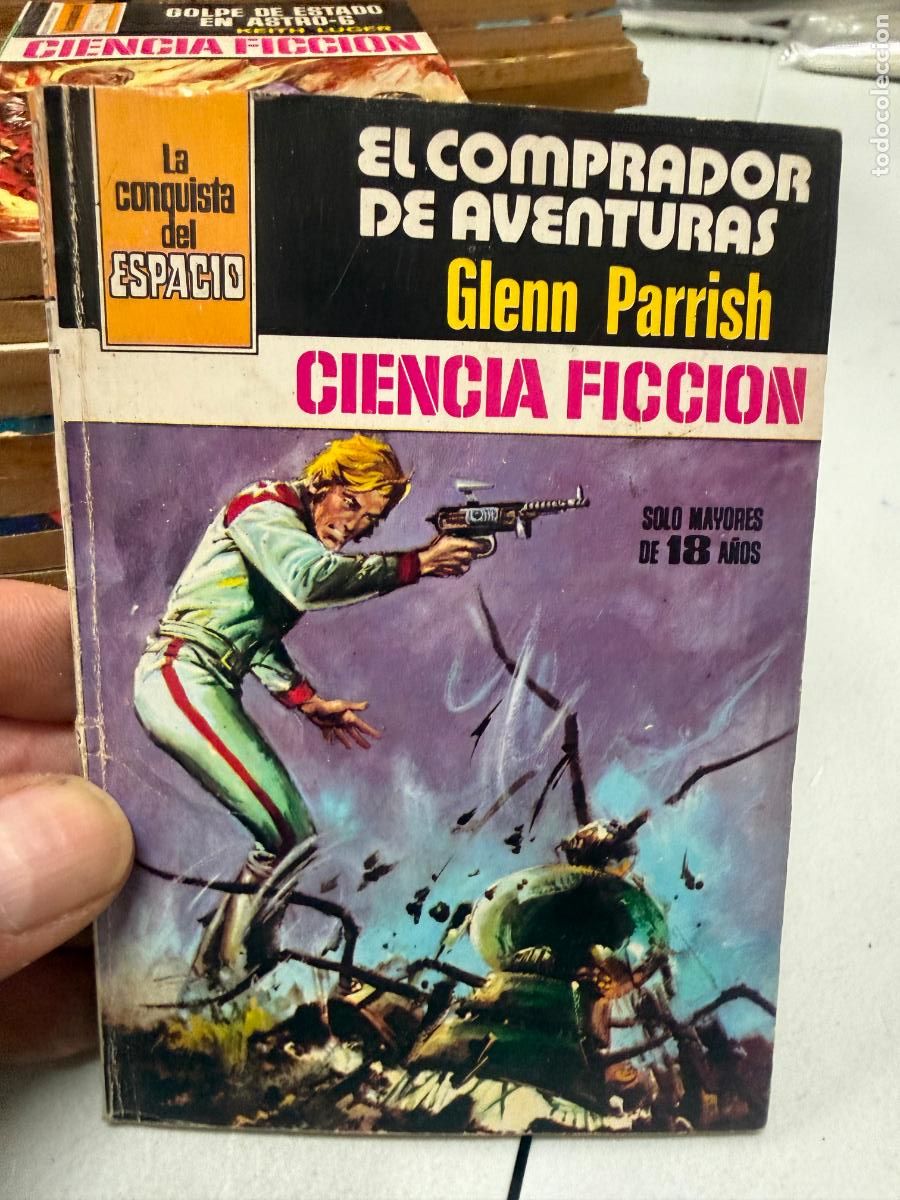 GOLPE DE ESTADO
EN ASTRO-6
KEITH LUGER
CIENCIA FICCION
La
conquista
del
ESPACIO
EL COMPRADOR
DE AVENTURAS
Glenn Parrish
CIENCIA FICCION
SOLO MAYORES
DE 18 AÑOS
todocoleccion